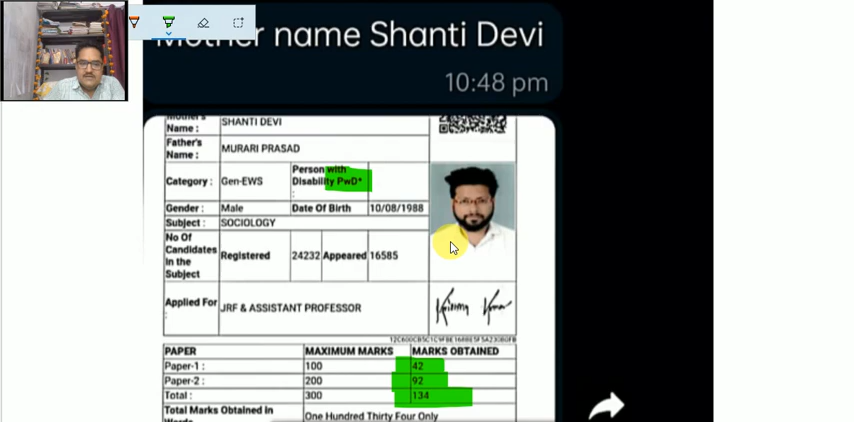 Mother name Shanti Devi
10:48 pm
Mother's Name : SHANTI DEVI
Father's Name : MURARI PRASAD
Category : Gen-EWS Person with Disability PwD* :
Gender : Male Date Of Birth 10/08/1988
Subject : SOCIOLOGY
No Of Candidates In the Subject Registered 24232 Appeared 16585
Applied For : JRF & ASSISTANT PROFESSOR
PAPER MAXIMUM MARKS MARKS OBTAINED
Paper-1 : 100 42
Paper-2 : 200 92
Total : 300 134
Total Marks Obtained in One Hundred Thirty Four Only